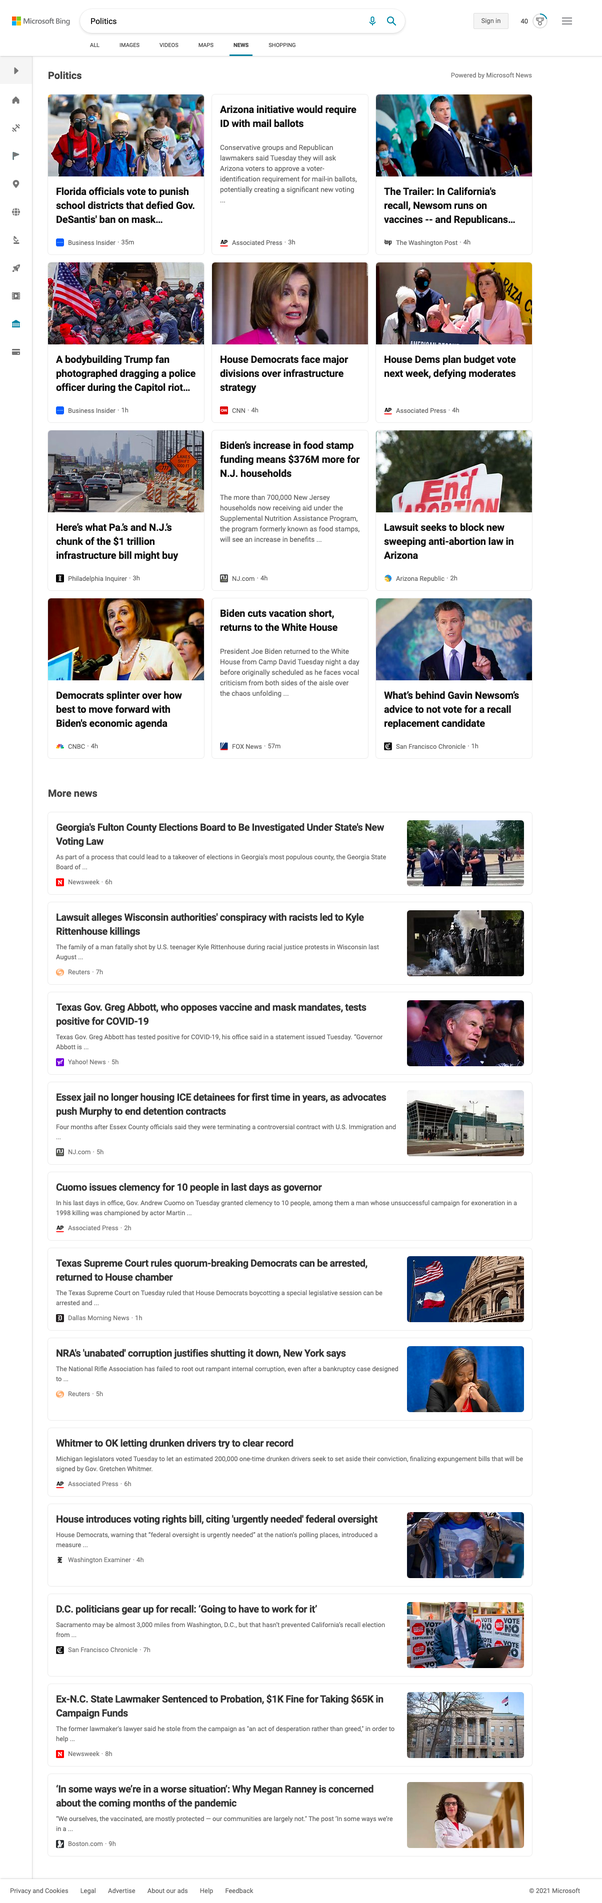 Microsoft Bing
Politics
Sign in
40
ALL
IMAGES
VIDEOS
MAPS
NEWS
SHOPPING
Politics
Powered by Microsoft News
Florida officials vote to punish
school districts that defied Gov.
DeSantis' ban on mask...
Business Insider · 35m
Arizona initiative would require
ID with mail ballots
Conservative groups and Republican
lawmakers said Tuesday they will ask
Arizona voters to approve a voter-
identification requirement for mail-in ballots,
potentially creating a significant new voting
...
AP Associated Press · 3h
The Trailer: In California's
recall, Newsom runs on
vaccines -- and Republicans...
wp The Washington Post · 4h
A bodybuilding Trump fan
photographed dragging a police
officer during the Capitol riot...
Business Insider · 1h
House Democrats face major
divisions over infrastructure
strategy
CNN · 4h
PAZA
House Dems plan budget vote
next week, defying moderates
AP Associated Press · 4h
Here's what Pa.'s and N.J.'s
chunk of the $1 trillion
infrastructure bill might buy
Philadelphia Inquirer · 3h
Biden's increase in food stamp
funding means $376M more for
N.J. households
The more than 700,000 New Jersey
households now receiving aid under the
Supplemental Nutrition Assistance Program,
the program formerly known as food stamps,
will see an increase in benefits ...
NJ.com · 4h
End
ABORTION
Lawsuit seeks to block new
sweeping anti-abortion law in
Arizona
Arizona Republic · 2h
Democrats splinter over how
best to move forward with
Biden's economic agenda
CNBC · 4h
Biden cuts vacation short,
returns to the White House
President Joe Biden returned to the White
House from Camp David Tuesday night a day
before originally scheduled as he faces vocal
criticism from both sides of the aisle over
the chaos unfolding ...
FOX News · 57m
What's behind Gavin Newsom's
advice to not vote for a recall
replacement candidate
San Francisco Chronicle · 1h
More news
Georgia's Fulton County Elections Board to Be Investigated Under State's New
Voting Law
As part of a process that could lead to a takeover of elections in Georgia's most populous county, the Georgia State
Board of ...
N Newsweek · 6h
Lawsuit alleges Wisconsin authorities' conspiracy with racists led to Kyle
Rittenhouse killings
The family of a man fatally shot by U.S. teenager Kyle Rittenhouse during racial justice protests in Wisconsin last
August ...
Reuters · 7h
Texas Gov. Greg Abbott, who opposes vaccine and mask mandates, tests
positive for COVID-19
Texas Gov. Greg Abbott has tested positive for COVID-19, his office said in a statement issued Tuesday. "Governor
Abbott is ...
Yahoo! News · 5h
Essex jail no longer housing ICE detainees for first time in years, as advocates
push Murphy to end detention contracts
Four months after Essex County officials said they were terminating a controversial contract with U.S. Immigration and
...
NJ.com · 5h
Cuomo issues clemency for 10 people in last days as governor
In his last days in office, Gov. Andrew Cuomo on Tuesday granted clemency to 10 people, among them a man whose unsuccessful campaign for exoneration in a
1998 killing was championed by actor Martin ...
AP Associated Press · 2h
Texas Supreme Court rules quorum-breaking Democrats can be arrested,
returned to House chamber
The Texas Supreme Court on Tuesday ruled that House Democrats boycotting a special legislative session can be
arrested and ...
D Dallas Morning News · 1h
NRA's 'unabated' corruption justifies shutting it down, New York says
The National Rifle Association has failed to root out rampant internal corruption, even after a bankruptcy case designed
to ...
Reuters · 5h
Whitmer to OK letting drunken drivers try to clear record
Michigan legislators voted Tuesday to let an estimated 200,000 one-time drunken drivers seek to set aside their conviction, finalizing expungement bills that will be
signed by Gov. Gretchen Whitmer.
AP Associated Press · 6h
House introduces voting rights bill, citing 'urgently needed' federal oversight
House Democrats, warning that "federal oversight is urgently needed" at the nation's polling places, introduced a
measure ...
Washington Examiner · 4h
D.C. politicians gear up for recall: 'Going to have to work for it'
Sacramento may be almost 3,000 miles from Washington, D.C., but that hasn't prevented California's recall election
from ...
San Francisco Chronicle · 7h
VOTE
NO
VOTE
NO
Ex-N.C. State Lawmaker Sentenced to Probation, $1K Fine for Taking $65K in
Campaign Funds
The former lawmaker's lawyer said he stole from the campaign as "an act of desperation rather than greed," in order to
help ...
N Newsweek · 8h
'In some ways we're in a worse situation': Why Megan Ranney is concerned
about the coming months of the pandemic
"We ourselves, the vaccinated, are mostly protected — our communities are largely not." The post 'In some ways we're
in a ...
Boston.com · 9h
Privacy and Cookies
Legal
Advertise
About our ads
Help
Feedback
© 2021 Microsoft